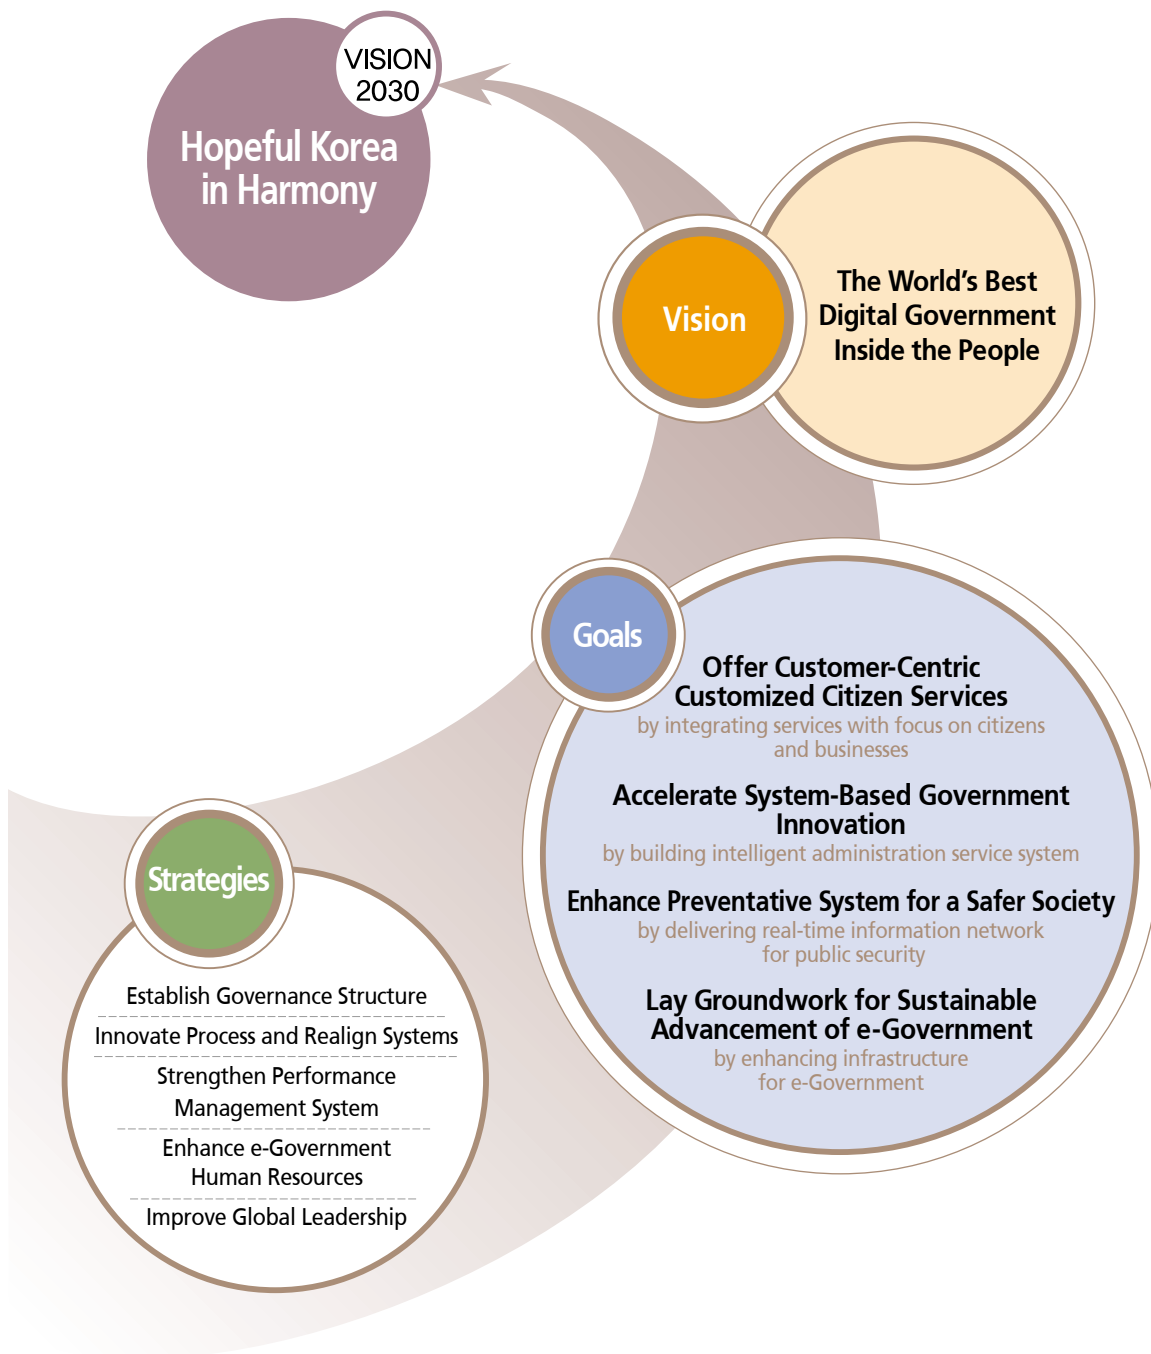 VISION
2030
Hopeful Korea
in Harmony
Vision
The World’s Best
Digital Government
Inside the People
Goals
Offer Customer-Centric
Customized Citizen Services
by integrating services with focus on citizens
and businesses
Accelerate System-Based Government
Innovation
by building intelligent administration service system
Enhance Preventative System for a Safer Society
by delivering real-time information network
for public security
Lay Groundwork for Sustainable
Advancement of e-Government
by enhancing infrastructure
for e-Government
Strategies
Establish Governance Structure
Innovate Process and Realign Systems
Strengthen Performance
Management System
Enhance e-Government
Human Resources
Improve Global Leadership